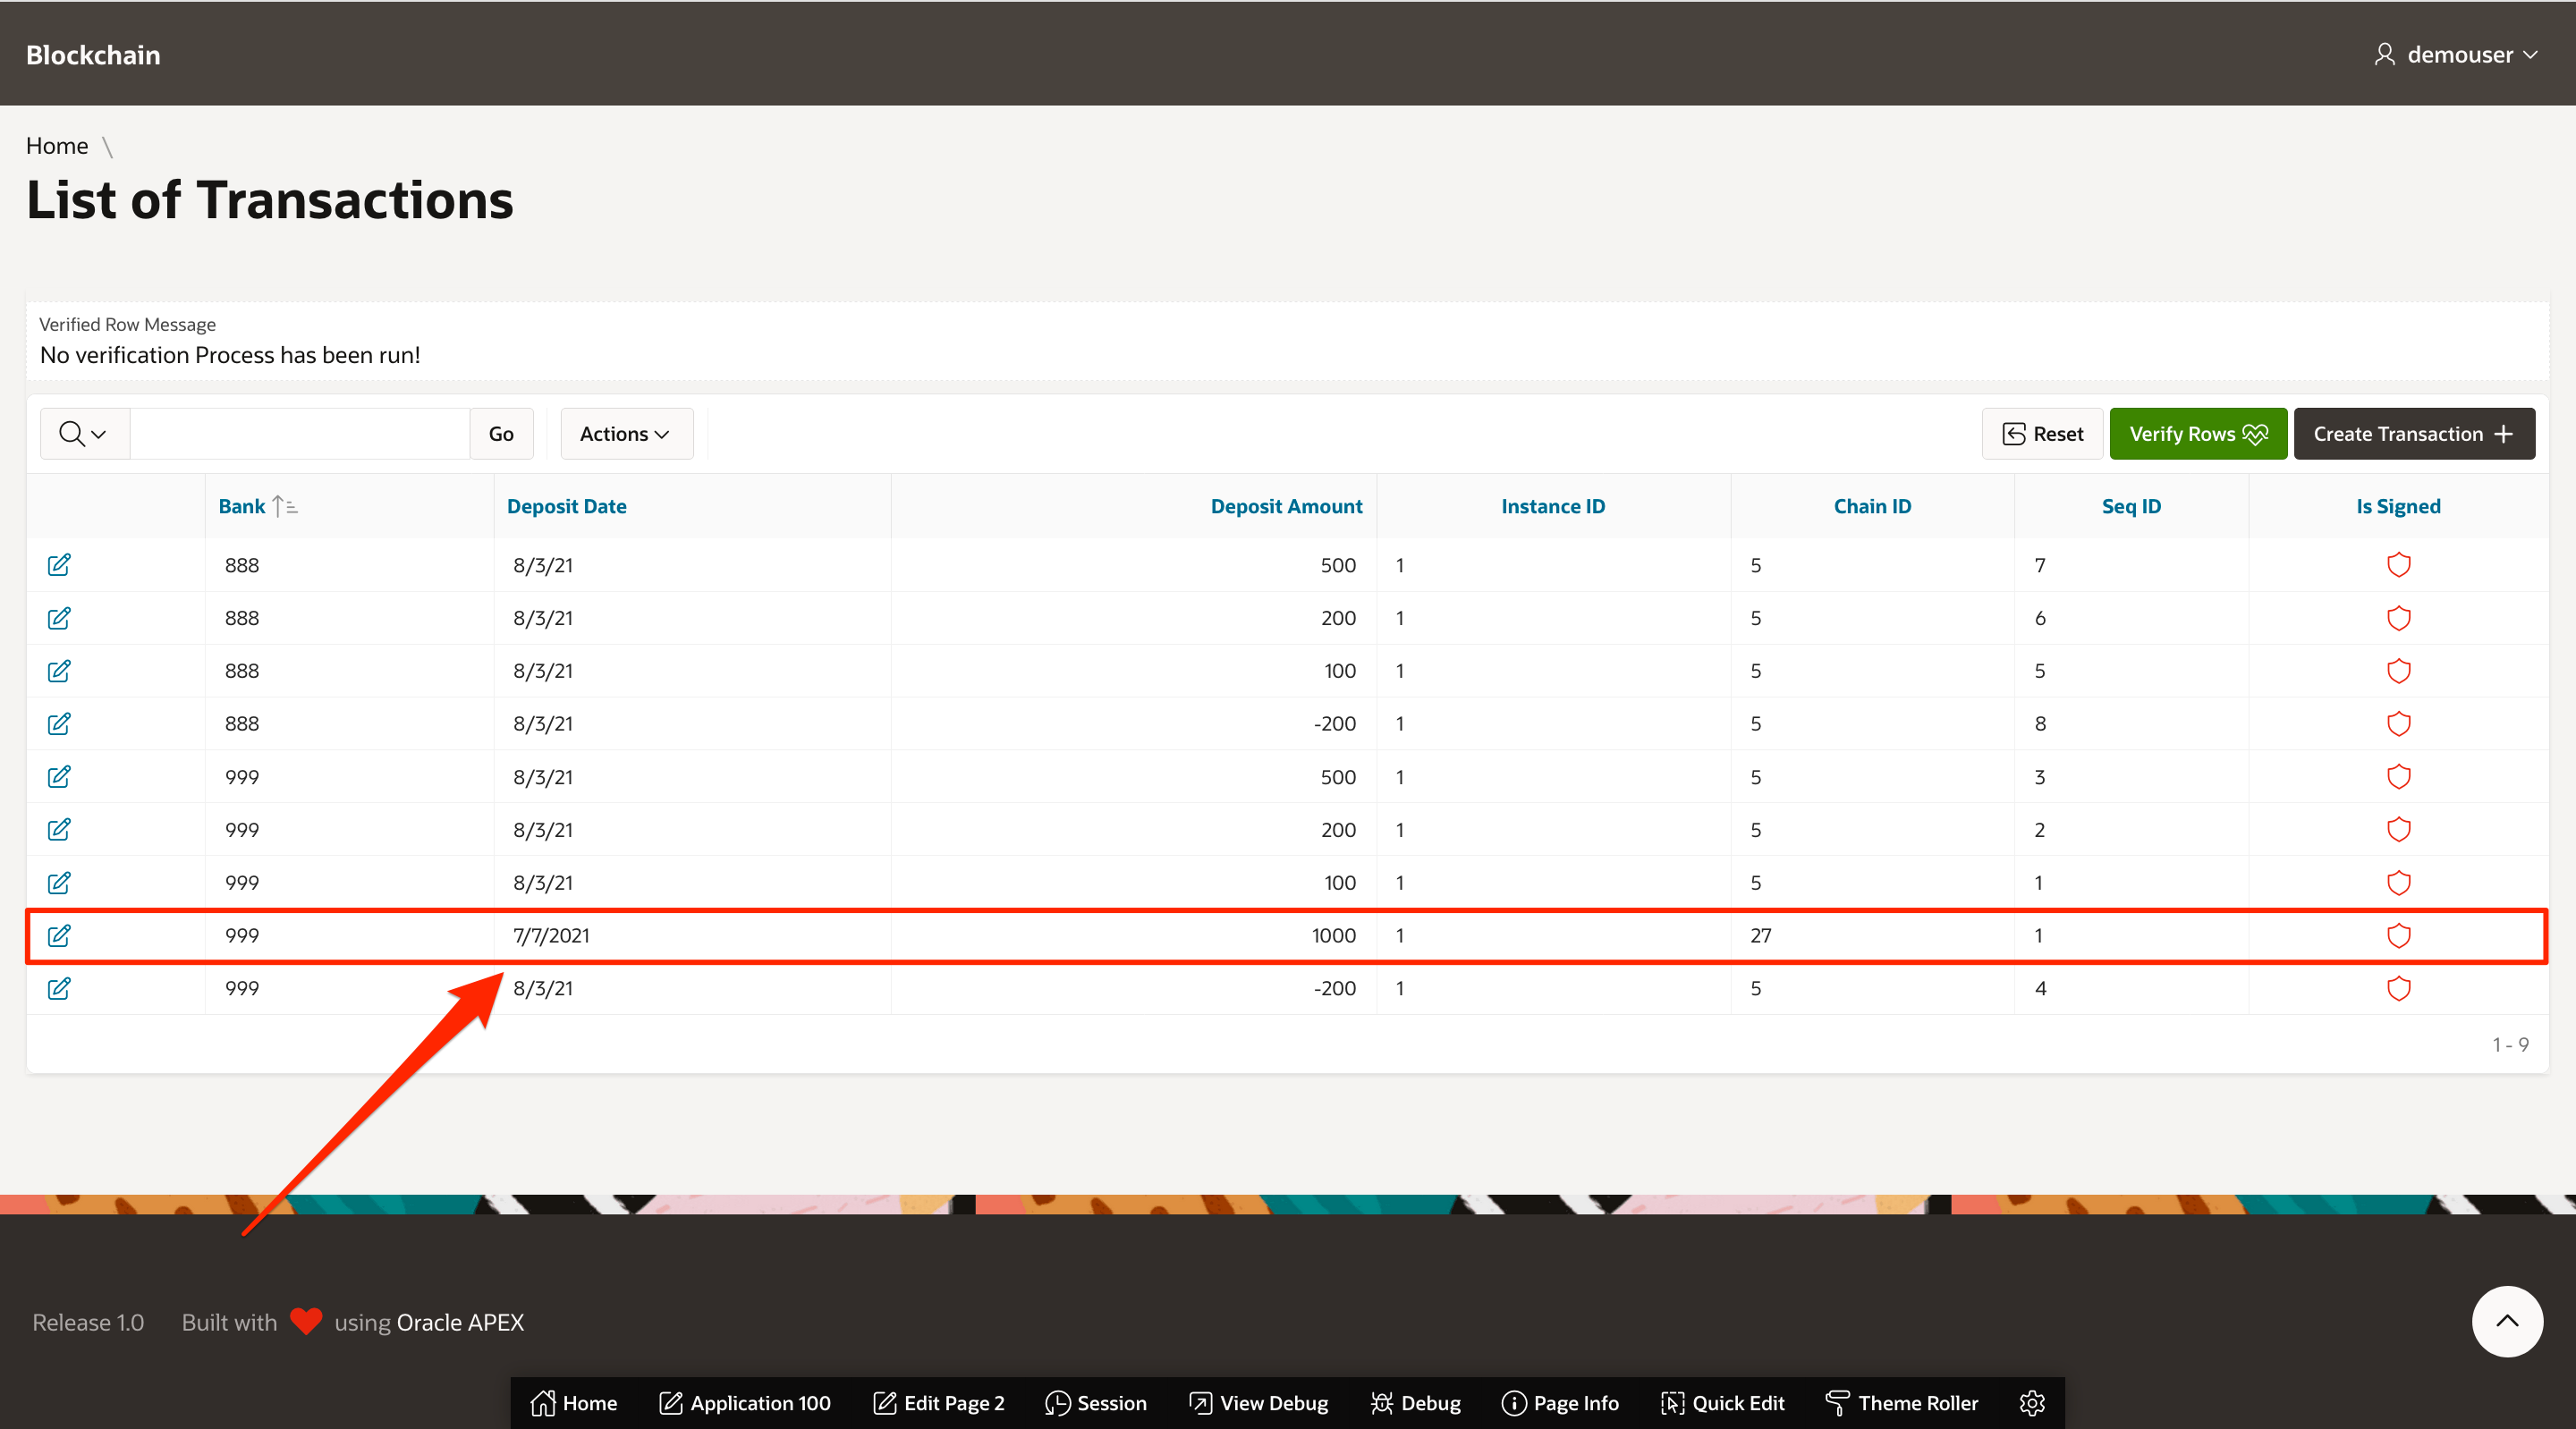 Blockchain
demouser
Home \
List of Transactions
Verified Row Message
No verification Process has been run!
Go
Actions
Reset
Verify Rows
Create Transaction
Bank Deposit Date Deposit Amount Instance ID Chain ID Seq ID Is Signed
888 8/3/21 500 1 5 7
888 8/3/21 200 1 5 6
888 8/3/21 100 1 5 5
888 8/3/21 -200 1 5 8
999 8/3/21 500 1 5 3
999 8/3/21 200 1 5 2
999 8/3/21 100 1 5 1
999 7/7/2021 1000 1 27 1
999 8/3/21 -200 1 5 4
1 - 9
Release 1.0 Built with using Oracle APEX
Home Application 100 Edit Page 2 Session View Debug Debug Page Info Quick Edit Theme Roller